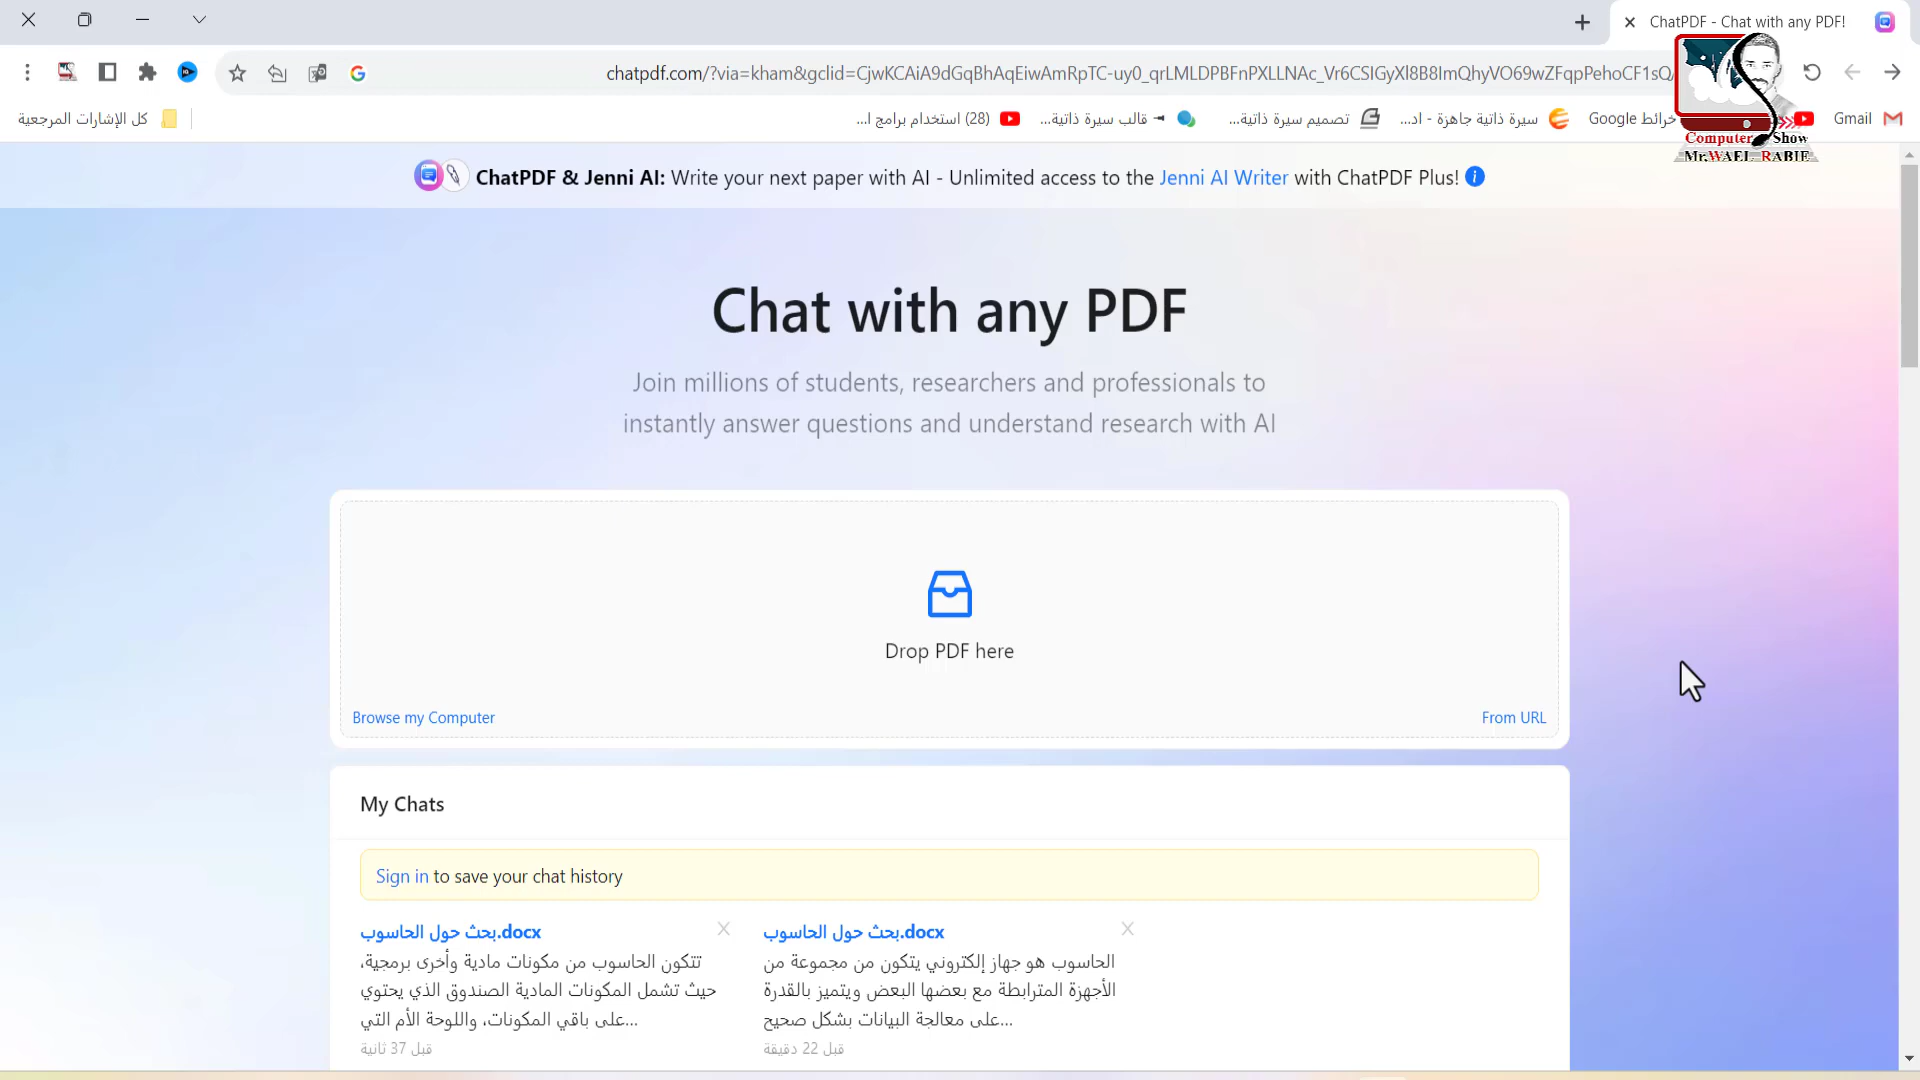 ChatPDF - Chat with any PDF!
chatpdf.com/?via=kham&gclid=CjwKCAiA9dGqBhAqEiwAmRpTC-uy0_qrLMLDPBFnPXLLNAc_Vr6CSIGyXl8B8ImQhyVO69wZFqpPehoCF1sQ
Gmail
خرائط Google
سيرة ذاتية جاهزة - اد...
تصميم سيرة ذاتية...
قالب سيرة ذاتية...
(28) استخدام برامج ا...
كل الإشارات المرجعية
Computer Show
Mr.WAEL RABIE
ChatPDF & Jenni AI: Write your next paper with AI - Unlimited access to the Jenni AI Writer with ChatPDF Plus!
Chat with any PDF
Join millions of students, researchers and professionals to
instantly answer questions and understand research with AI
Drop PDF here
Browse my Computer
From URL
My Chats
Sign in to save your chat history
بحث حول الحاسوب.docx
تتكون الحاسوب من مكونات مادية وأخرى برمجية،
حيث تشمل المكونات المادية الصندوق الذي يحتوي
على باقي المكونات، واللوحة الأم التي...
قبل 37 ثانية
بحث حول الحاسوب.docx
الحاسوب هو جهاز إلكتروني يتكون من مجموعة من
الأجهزة المترابطة مع بعضها البعض ويتميز بالقدرة
على معالجة البيانات بشكل صحيح...
قبل 22 دقيقة